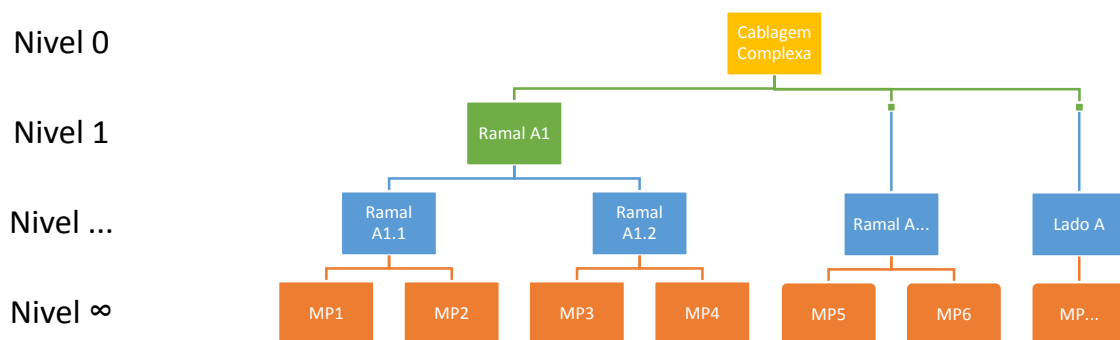 Nivel 0
Cablagem
Complexa
Nivel 1
Ramal A1
Nivel ...
Ramal
A1.1
Ramal
A1.2
Ramal A...
Lado A
Nivel ∞
MP1
MP2
MP3
MP4
MP5
MP6
MP...